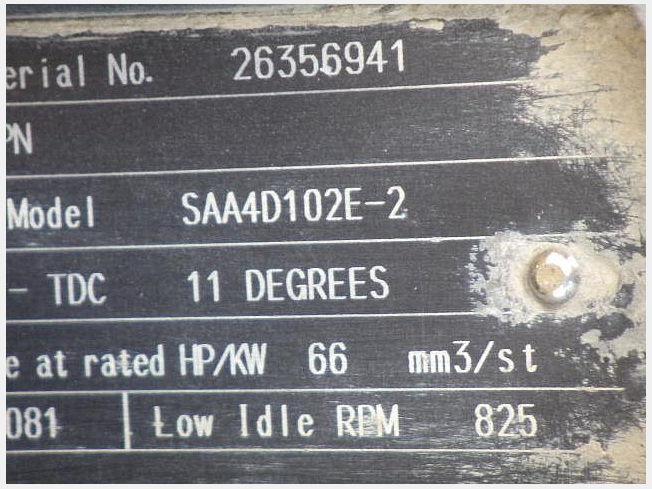 erial No. 26356941
PN
Model SAA4D102E-2
- TDC 11 DEGREES
e at rated HP/KW 66 mm3/st
081 Low Idle RPM 825